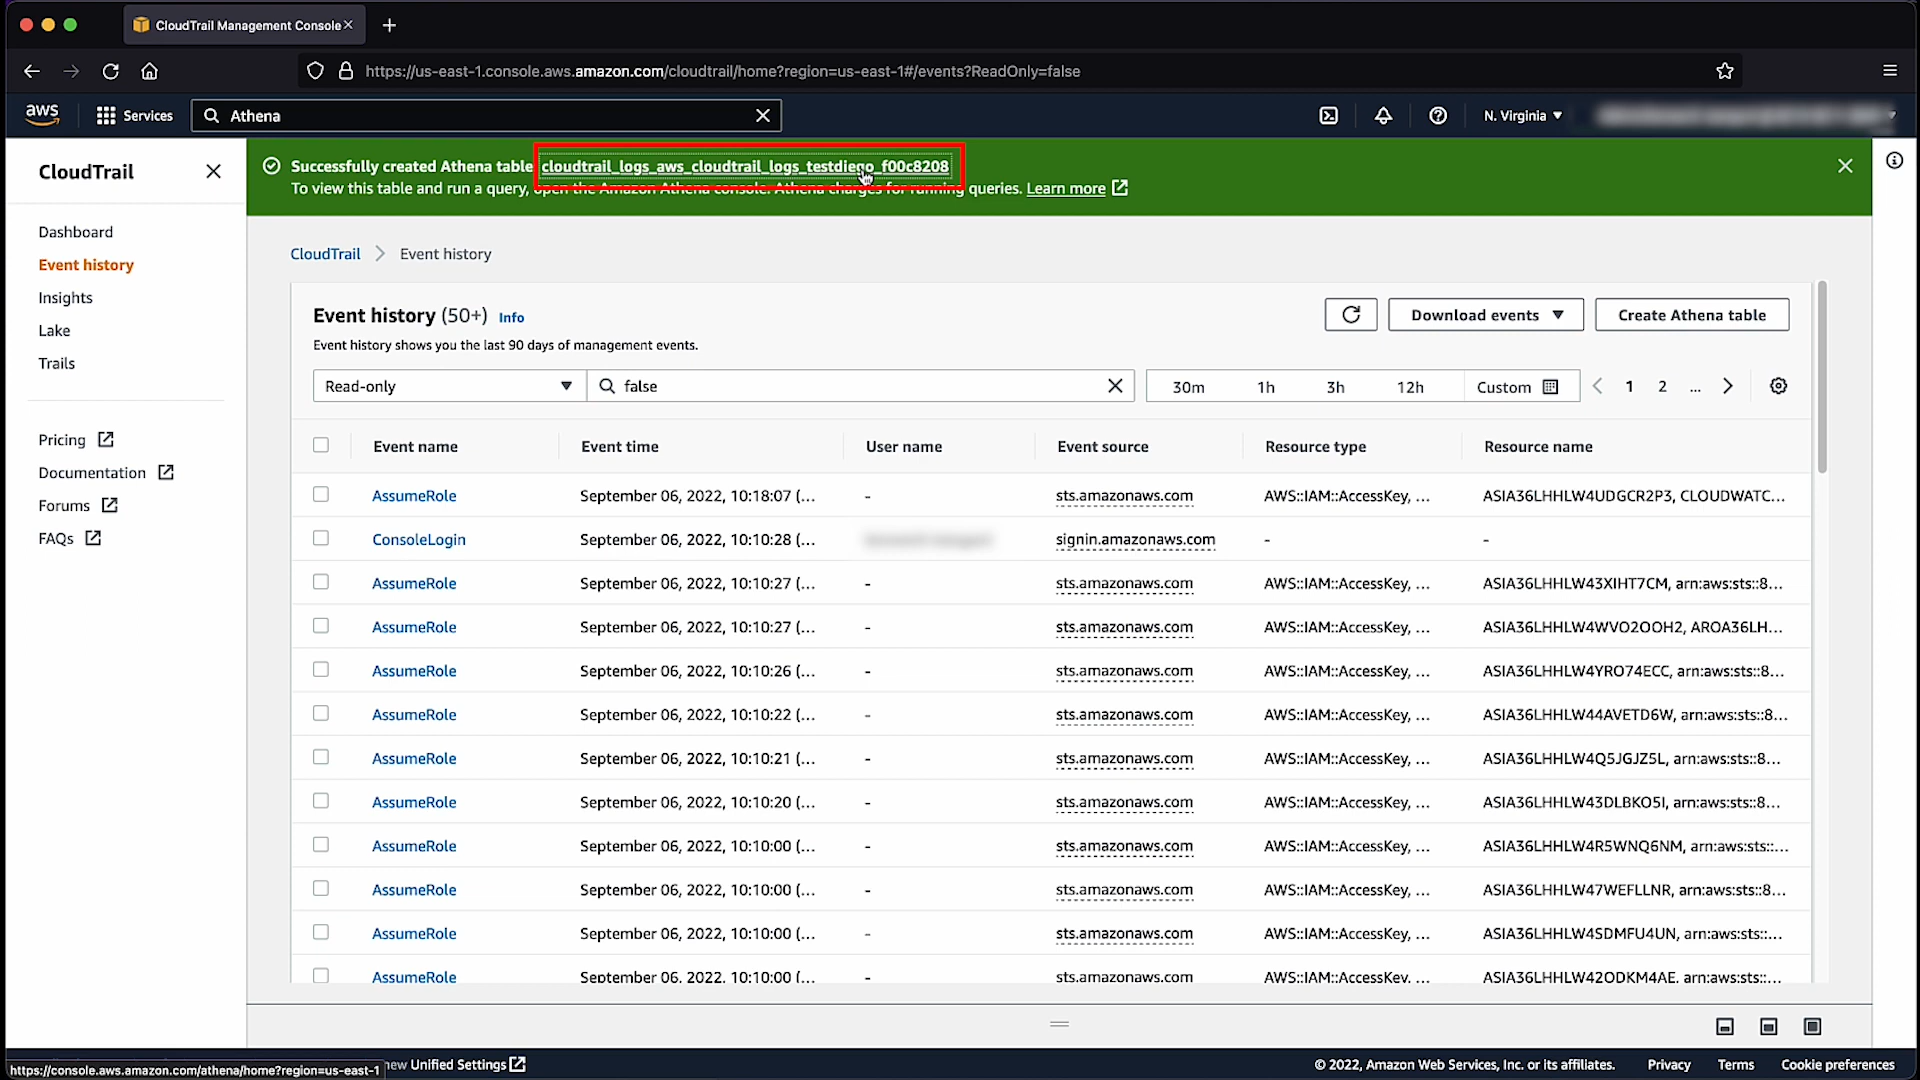 CloudTrail Management Console
https://us-east-1.console.aws.amazon.com/cloudtrail/home?region=us-east-1#/events?ReadOnly=false
aws
Services
Athena
N. Virginia
CloudTrail
Dashboard
Event history
Insights
Lake
Trails
Pricing
Documentation
Forums
FAQs
Successfully created Athena table cloudtrail_logs_aws_cloudtrail_logs_testdiego_f00c8208
To view this table and run a query, open the Amazon Athena console. Athena charges for running queries. Learn more
CloudTrail > Event history
Event history (50+) Info
Download events
Create Athena table
Event history shows you the last 90 days of management events.
Read-only
false
30m 1h 3h 12h Custom
1 2 ...
Event name Event time User name Event source Resource type Resource name
AssumeRole September 06, 2022, 10:18:07 (... - sts.amazonaws.com AWS::IAM::AccessKey, ... ASIA36LHHLW4UDGCR2P3, CLOUDWATC...
ConsoleLogin September 06, 2022, 10:10:28 (... signin.amazonaws.com - -
AssumeRole September 06, 2022, 10:10:27 (... - sts.amazonaws.com AWS::IAM::AccessKey, ... ASIA36LHHLW43XIHT7CM, arn:aws:sts::8...
AssumeRole September 06, 2022, 10:10:27 (... - sts.amazonaws.com AWS::IAM::AccessKey, ... ASIA36LHHLW4WVO2OOH2, AROA36LH...
AssumeRole September 06, 2022, 10:10:26 (... - sts.amazonaws.com AWS::IAM::AccessKey, ... ASIA36LHHLW4YRO74ECC, arn:aws:sts::8...
AssumeRole September 06, 2022, 10:10:22 (... - sts.amazonaws.com AWS::IAM::AccessKey, ... ASIA36LHHLW44AVETD6W, arn:aws:sts::8...
AssumeRole September 06, 2022, 10:10:21 (... - sts.amazonaws.com AWS::IAM::AccessKey, ... ASIA36LHHLW4Q5JGJZ5L, arn:aws:sts::8...
AssumeRole September 06, 2022, 10:10:20 (... - sts.amazonaws.com AWS::IAM::AccessKey, ... ASIA36LHHLW43DLBKO5I, arn:aws:sts::8...
AssumeRole September 06, 2022, 10:10:00 (... - sts.amazonaws.com AWS::IAM::AccessKey, ... ASIA36LHHLW4R5WNQ6NM, arn:aws:sts::...
AssumeRole September 06, 2022, 10:10:00 (... - sts.amazonaws.com AWS::IAM::AccessKey, ... ASIA36LHHLW47WEFLLNR, arn:aws:sts::8...
AssumeRole September 06, 2022, 10:10:00 (... - sts.amazonaws.com AWS::IAM::AccessKey, ... ASIA36LHHLW4SDMFU4UN, arn:aws:sts::...
AssumeRole September 06, 2022, 10:10:00 (... - sts.amazonaws.com AWS::IAM::AccessKey, ... ASIA36LHHLW42ODKM4AE, arn:aws:sts::...
https://console.aws.amazon.com/athena/home?region=us-east-1
new Unified Settings
© 2022, Amazon Web Services, Inc. or its affiliates. Privacy Terms Cookie preferences